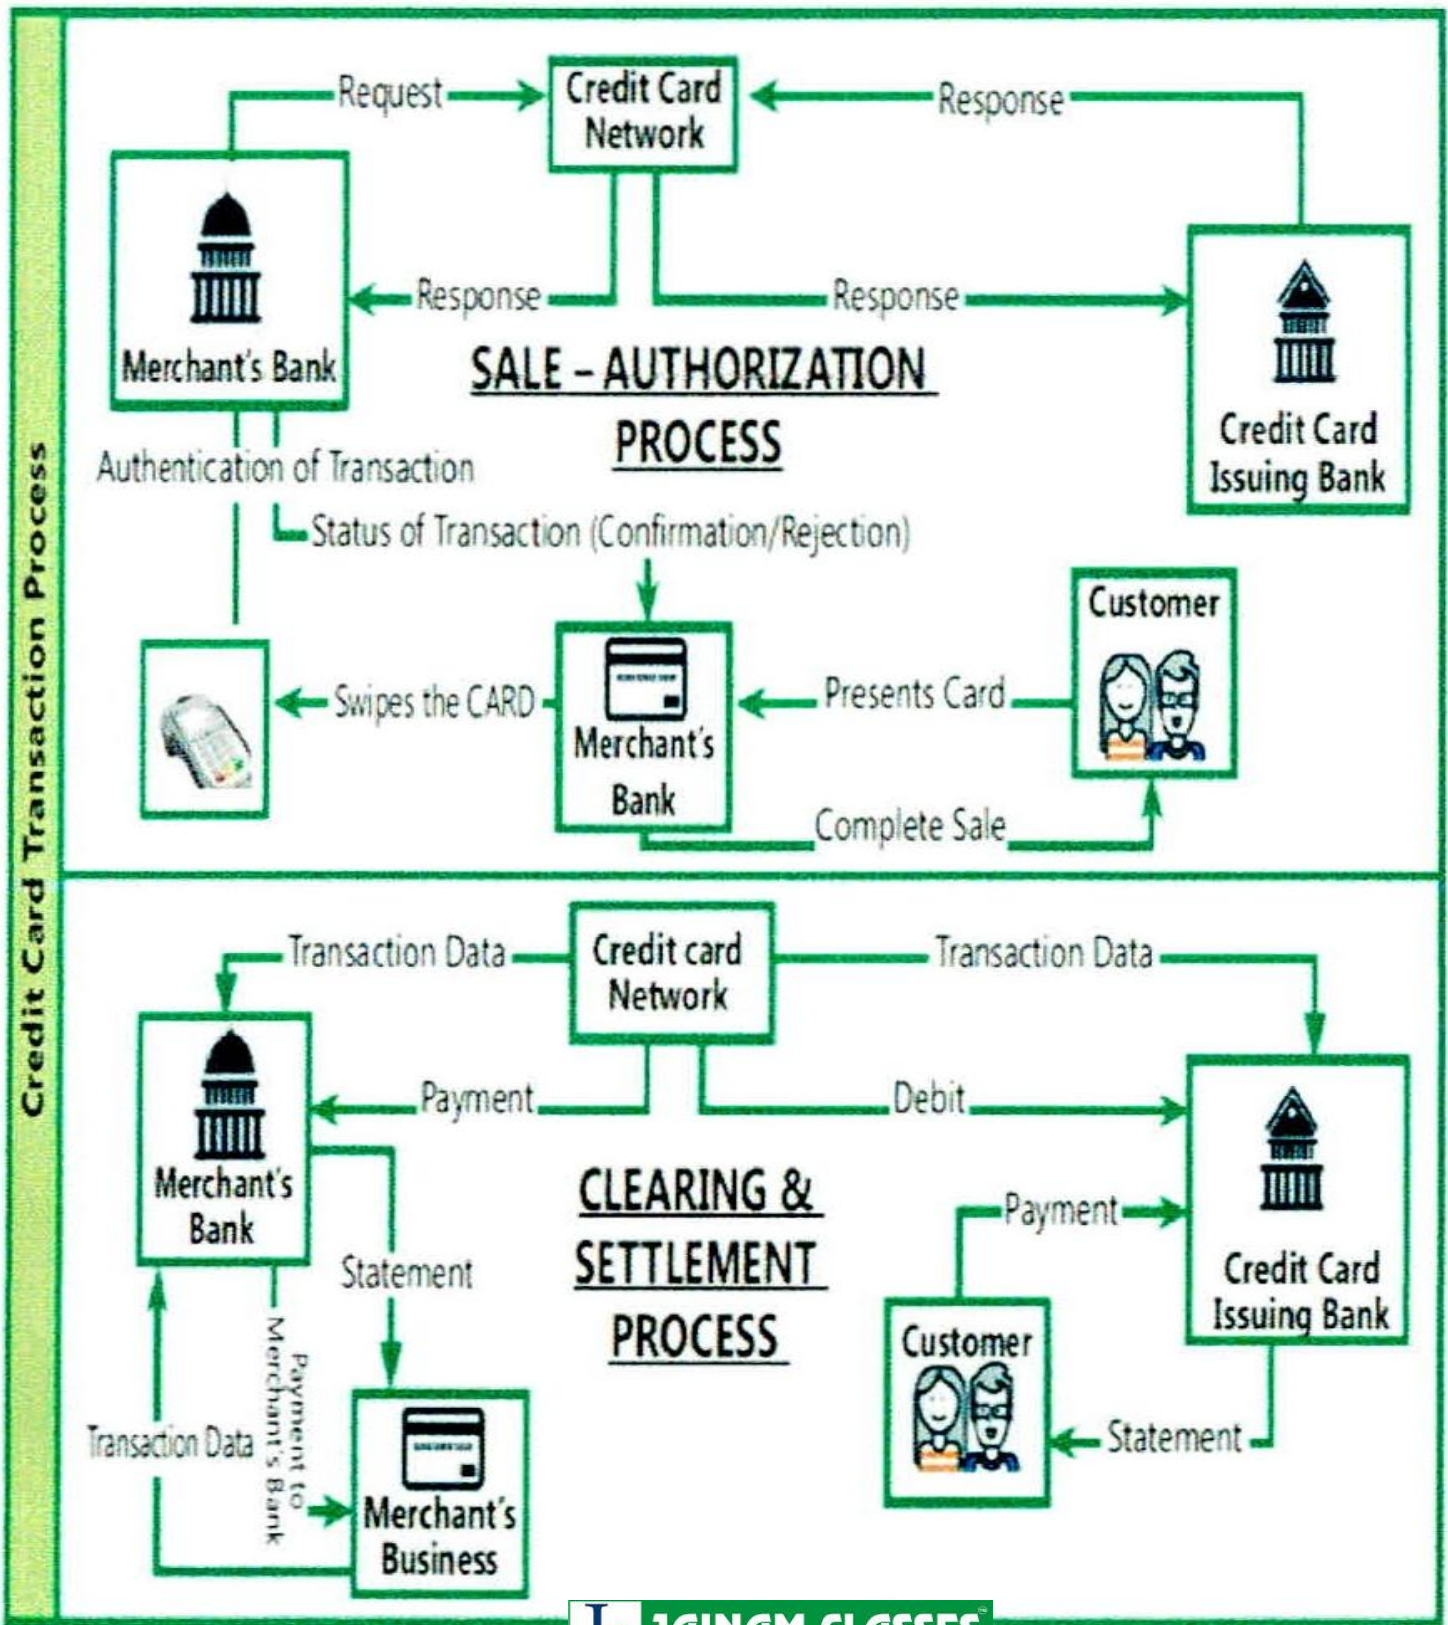 Credit Card Transaction Process
Request
Credit Card
Network
Response
Merchant's Bank
Response
Response
SALE – AUTHORIZATION
PROCESS
Credit Card
Issuing Bank
Authentication of Transaction
Status of Transaction (Confirmation/Rejection)
Customer
Swipes the CARD
Presents Card
Merchant's
Bank
Complete Sale
Transaction Data
Credit card
Network
Transaction Data
Payment
Debit
Merchant's
Bank
CLEARING &
SETTLEMENT
PROCESS
Payment
Statement
Credit Card
Issuing Bank
Customer
Statement
Transaction Data
Payment to
Merchant's Bank
Merchant's
Business